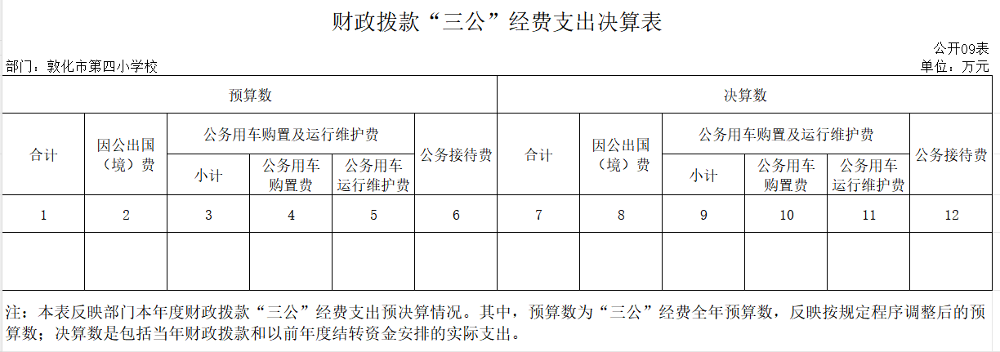 财政拨款“三公”经费支出决算表
公开09表
部门：敦化市第四小学校 单位：万元
预算数 决算数
合计 因公出国（境）费 公务用车购置及运行维护费 公务接待费 合计 因公出国（境）费 公务用车购置及运行维护费 公务接待费
小计 公务用车购置费 公务用车运行维护费 小计 公务用车购置费 公务用车运行维护费
1 2 3 4 5 6 7 8 9 10 11 12
注：本表反映部门本年度财政拨款“三公”经费支出预决算情况。其中，预算数为“三公”经费全年预算数，反映按规定程序调整后的预
算数；决算数是包括当年财政拨款和以前年度结转资金安排的实际支出。